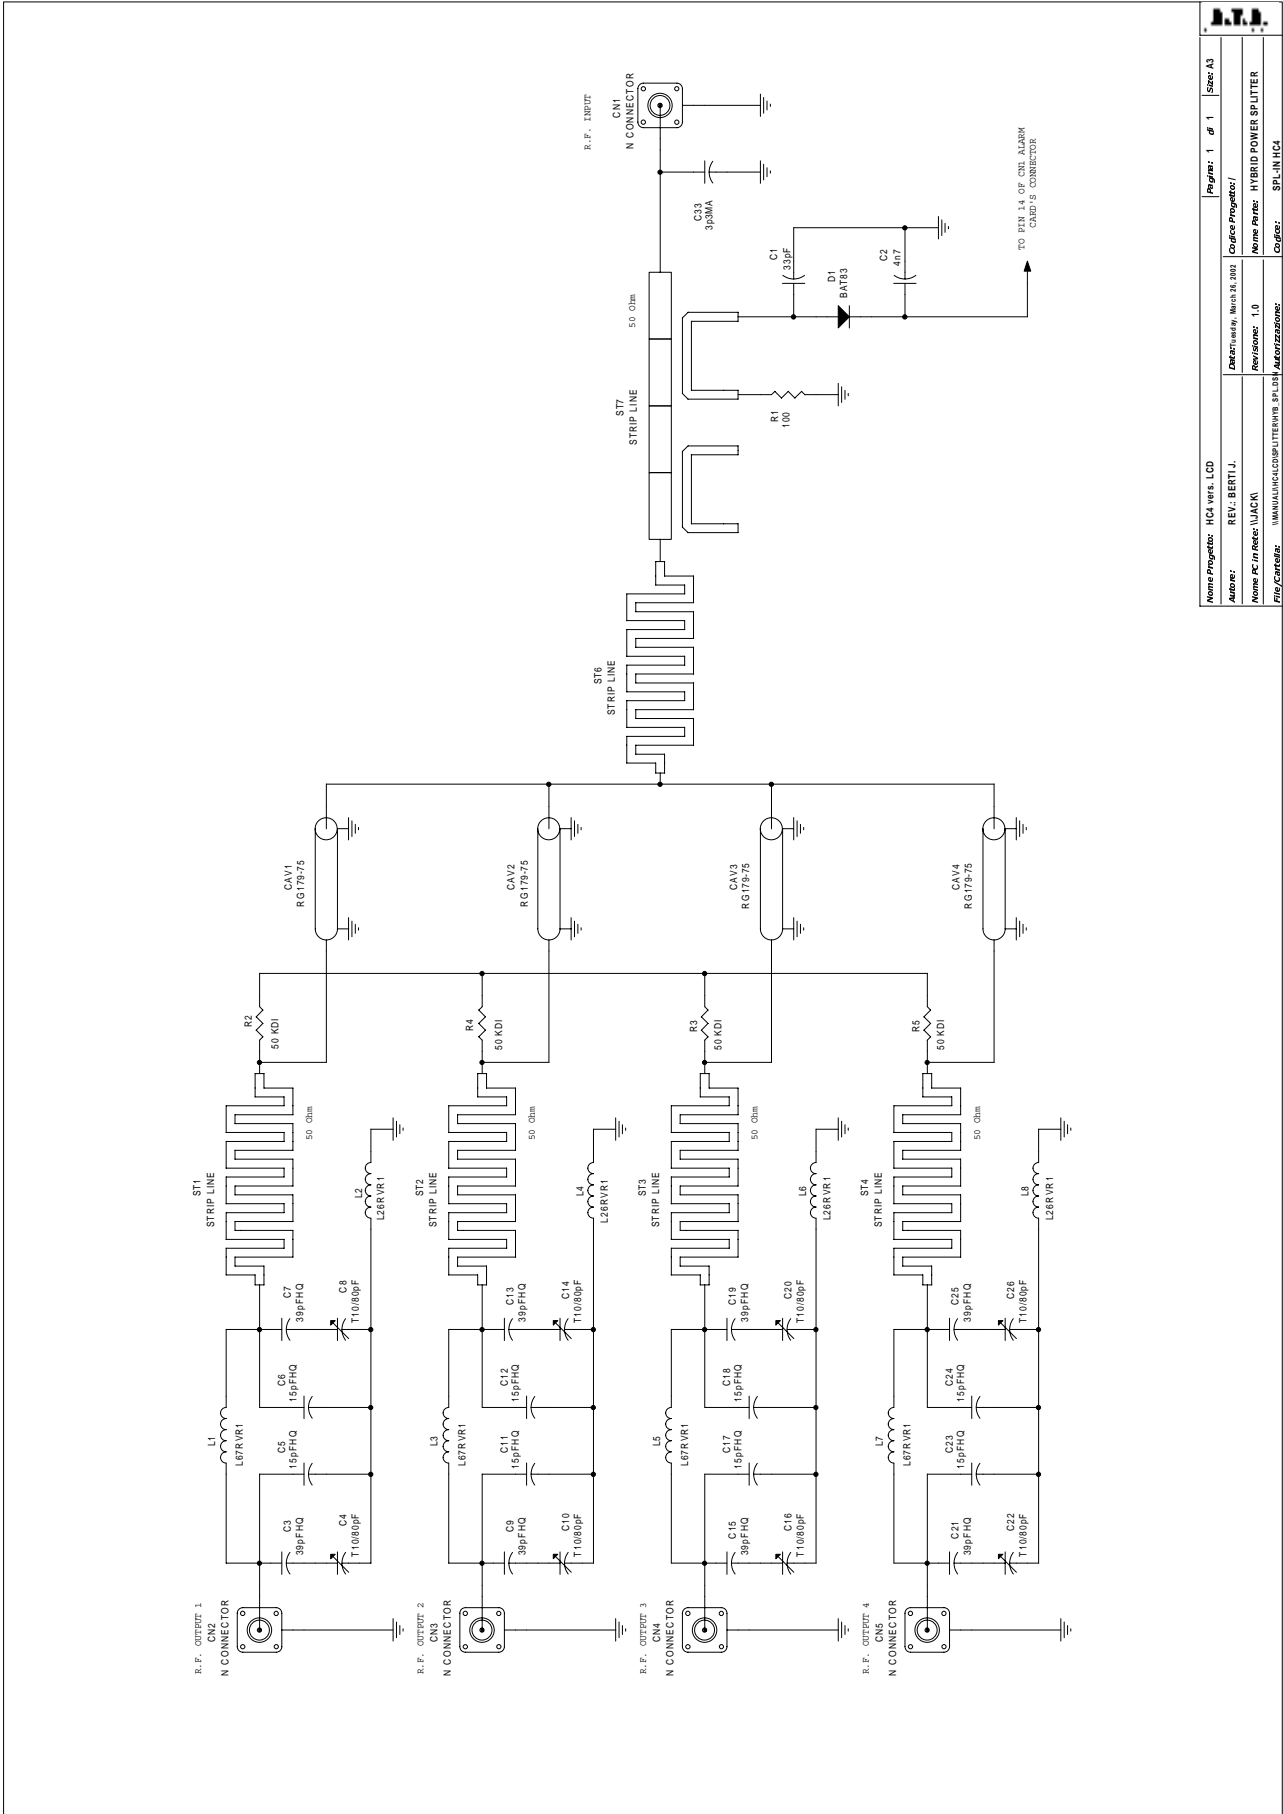 R.F. INPUT
CN1
N CONNECTOR
C33
3p3MA
50 Ohm
ST7
STRIP LINE
C1
33pF
D1
BAT83
C2
4n7
R1
100
TO PIN 14 OF CN1 ALARM
CARD'S CONNECTOR
ST6
STRIP LINE
CAV1
RG179-75
CAV2
RG179-75
CAV3
RG179-75
CAV4
RG179-75
R2
50 KDI
R4
50 KDI
R3
50 KDI
R5
50 KDI
ST1
STRIP LINE
50 Ohm
L2
L26RVR1
C7
39pFHQ
C8
T10/80pF
C6
15pFHQ
L1
L67RVR1
C5
15pFHQ
C3
39pFHQ
C4
T10/80pF
R.F. OUTPUT 1
CN2
N CONNECTOR
ST2
STRIP LINE
50 Ohm
L4
L26RVR1
C13
39pFHQ
C14
T10/80pF
C12
15pFHQ
L3
L67RVR1
C11
15pFHQ
C9
39pFHQ
C10
T10/80pF
R.F. OUTPUT 2
CN3
N CONNECTOR
ST3
STRIP LINE
50 Ohm
L6
L26RVR1
C19
39pFHQ
C20
T10/80pF
C18
15pFHQ
L5
L67RVR1
C17
15pFHQ
C15
39pFHQ
C16
T10/80pF
R.F. OUTPUT 3
CN4
N CONNECTOR
ST4
STRIP LINE
50 Ohm
L8
L26RVR1
C25
39pFHQ
C26
T10/80pF
C24
15pFHQ
L7
L67RVR1
C23
15pFHQ
C21
39pFHQ
C22
T10/80pF
R.F. OUTPUT 4
CN5
N CONNECTOR
Nome Progetto: HC4 vers. LCD Pagina: 1 di 1 Size: A3
Autore: REV.: BERTI J. Data: Tuesday, March 26, 2002 Codice Progetto: /
Nome PC in Rete: \\JACK\ Revisione: 1.0 Nome Parte: HYBRID POWER SPLITTER
File/Cartella: \\MANUALI\HC4LCD\SPLITTER\HYB_SPL.DSN Autorizzazione: Codice: SPL-IN HC4